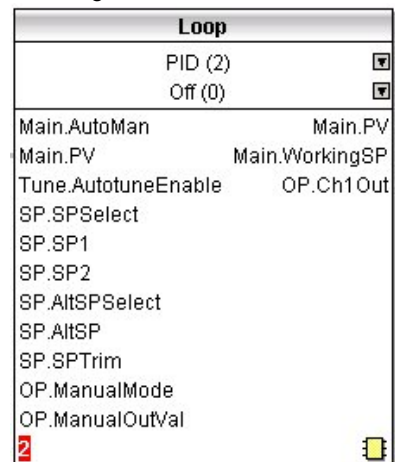 Loop
PID (2)
Off (0)
Main.AutoMan Main.PV
Main.PV Main.WorkingSP
Tune.AutotuneEnable OP.Ch1Out
SP.SPSelect
SP.SP1
SP.SP2
SP.AltSPSelect
SP.AltSP
SP.SPTrim
OP.ManualMode
OP.ManualOutVal
2